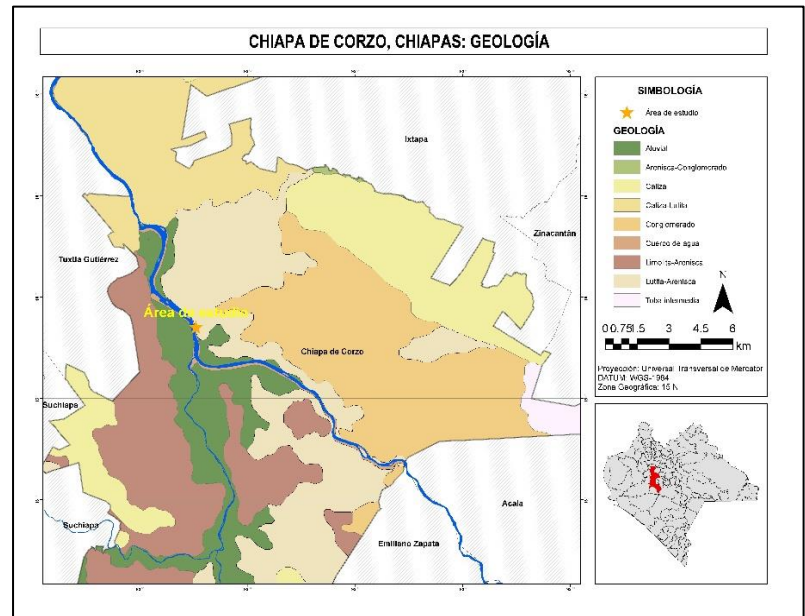 CHIAPA DE CORZO, CHIAPAS: GEOLOGÍA
Ixtapa
Zinacantán
Tuxtla Gutiérrez
Área de estudio
Chiapa de Corzo
Suchiapa
Suchiapa
Acala
Emiliano Zapata
SIMBOLOGÍA
Área de estudio
GEOLOGÍA
Aluvial
Arenisca-Conglomerado
Caliza
Caliza-Lutita
Conglomerado
Cuerpo de agua
Limolita-Arenisca
Lutita-Arenisca
Toba intermedia
N
0 0.75 1.5 3 4.5 6
km
Proyección: Universal Transversal de Mercator
DATUM: WGS-1984
Zona Geográfica: 15 N